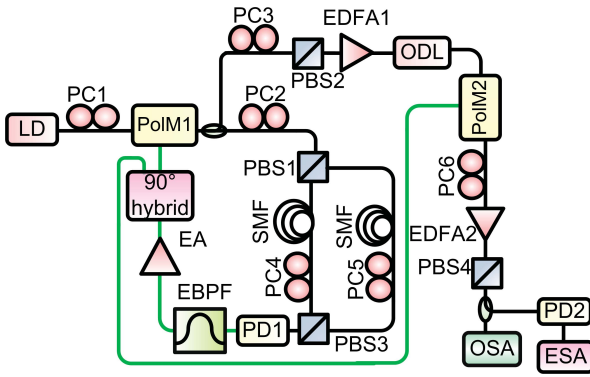 PC3
EDFA1
PBS2
ODL
PC1
PC2
LD
PolM1
PolM2
PBS1
PC6
90°
hybrid
SMF
SMF
EDFA2
EA
PC4
PC5
PBS4
EBPF
PD1
PBS3
PD2
OSA
ESA